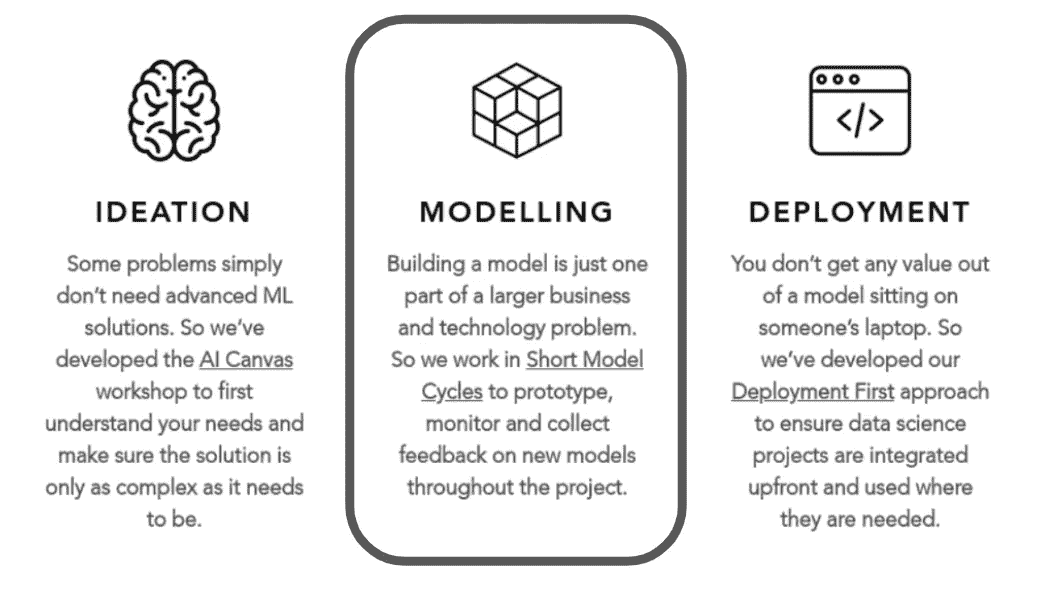 IDEATION
Some problems simply
don't need advanced ML
solutions. So we've
developed the AI Canvas
workshop to first
understand your needs and
make sure the solution is
only as complex as it needs
to be.
MODELLING
Building a model is just one
part of a larger business
and technology problem.
So we work in Short Model
Cycles to prototype,
monitor and collect
feedback on new models
throughout the project.
</>
DEPLOYMENT
You don't get any value out
of a model sitting on
someone's laptop. So
we've developed our
Deployment First approach
to ensure data science
projects are integrated
upfront and used where
they are needed.